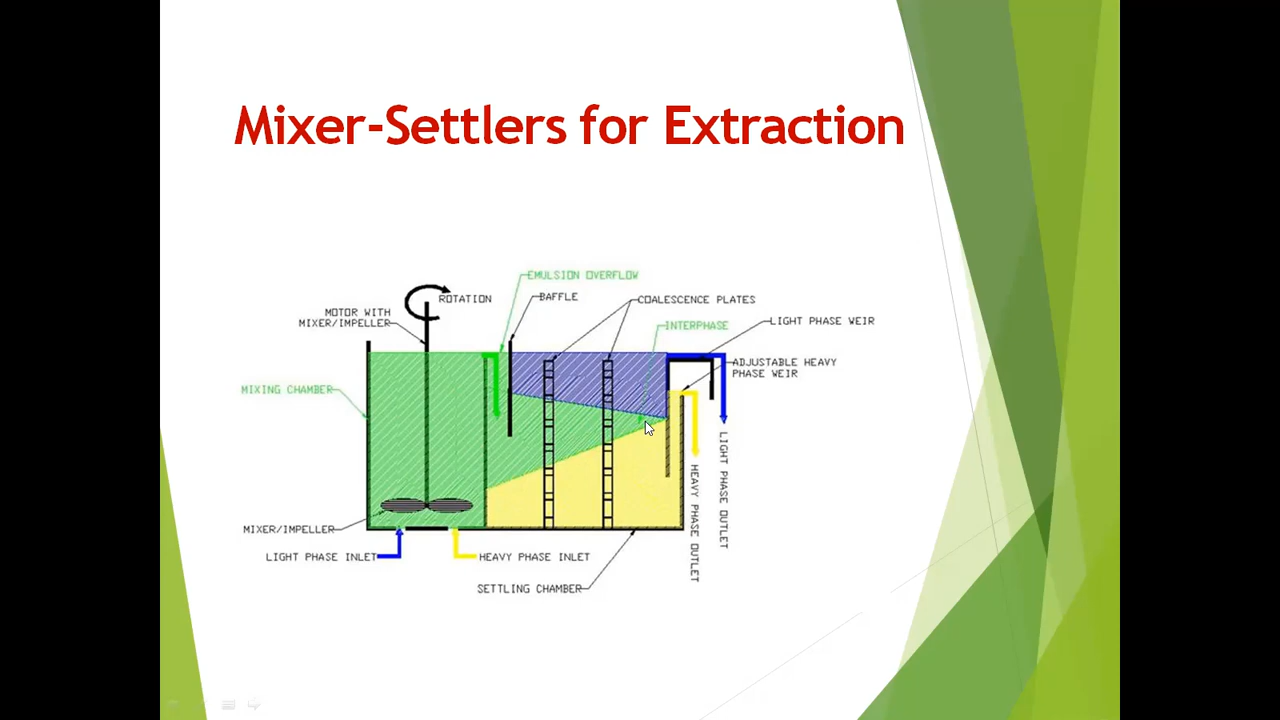 Mixer-Settlers for Extraction
EMULSION OVERFLOW
ROTATION
BAFFLE
COALESCENCE PLATES
MOTOR WITH
MIXER/IMPELLER
INTERPHASE
LIGHT PHASE WEIR
ADJUSTABLE HEAVY
PHASE WEIR
MIXING CHAMBER
LIGHT PHASE OUTLET
HEAVY PHASE OUTLET
MIXER/IMPELLER
LIGHT PHASE INLET
HEAVY PHASE INLET
SETTLING CHAMBER